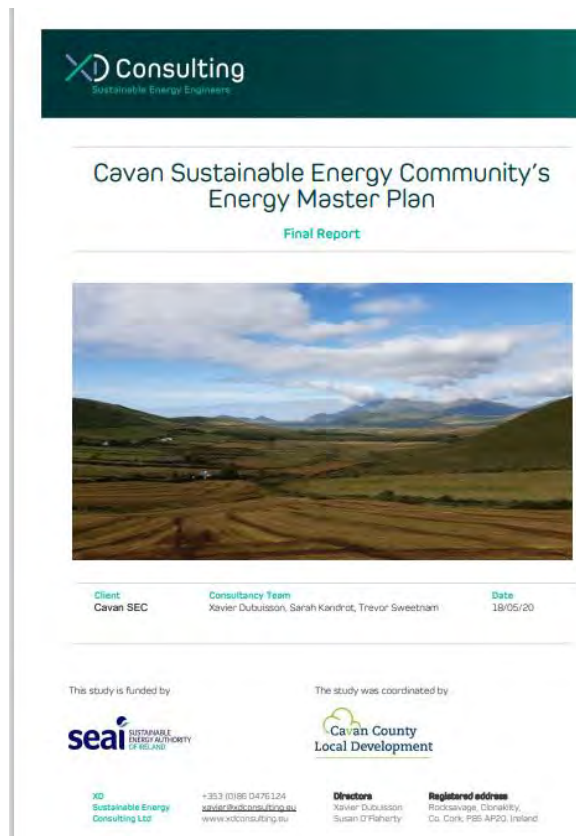 XD Consulting
Sustainable Energy Engineers
Cavan Sustainable Energy Community's
Energy Master Plan
Final Report
Client
Cavan SEC
Consultancy Team
Xavier Dubuisson, Sarah Kandrot, Trevor Sweetnam
Date
18/05/20
This study is funded by
The study was coordinated by
seai SUSTAINABLE
ENERGY AUTHORITY
OF IRELAND
Cavan County
Local Development
XD
Sustainable Energy
Consulting Ltd
+353 (0)86 0476124
xavier@xdconsulting.eu
www.xdconsulting.eu
Directors
Xavier Dubuisson
Susan O'Flaherty
Registered address
Rocksavage, Clonakilty,
Co. Cork, P85 AP20, Ireland